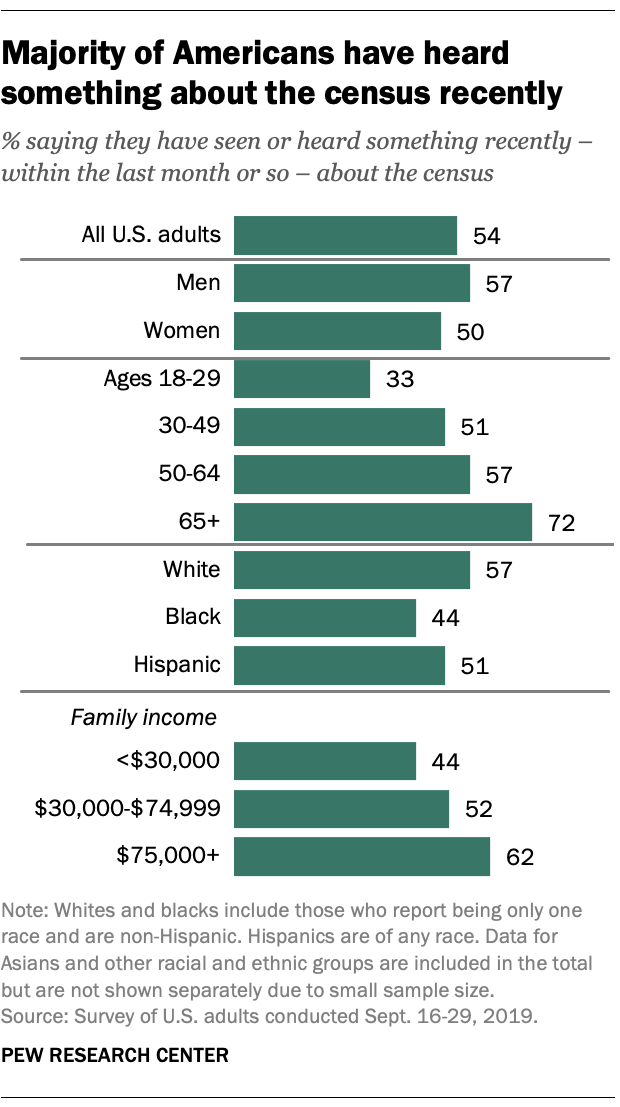 Majority of Americans have heard
something about the census recently
% saying they have seen or heard something recently –
within the last month or so – about the census
All U.S. adults 54
Men 57
Women 50
Ages 18-29 33
30-49 51
50-64 57
65+ 72
White 57
Black 44
Hispanic 51
Family income
<$30,000 44
$30,000-$74,999 52
$75,000+ 62
Note: Whites and blacks include those who report being only one
race and are non-Hispanic. Hispanics are of any race. Data for
Asians and other racial and ethnic groups are included in the total
but are not shown separately due to small sample size.
Source: Survey of U.S. adults conducted Sept. 16-29, 2019.
PEW RESEARCH CENTER